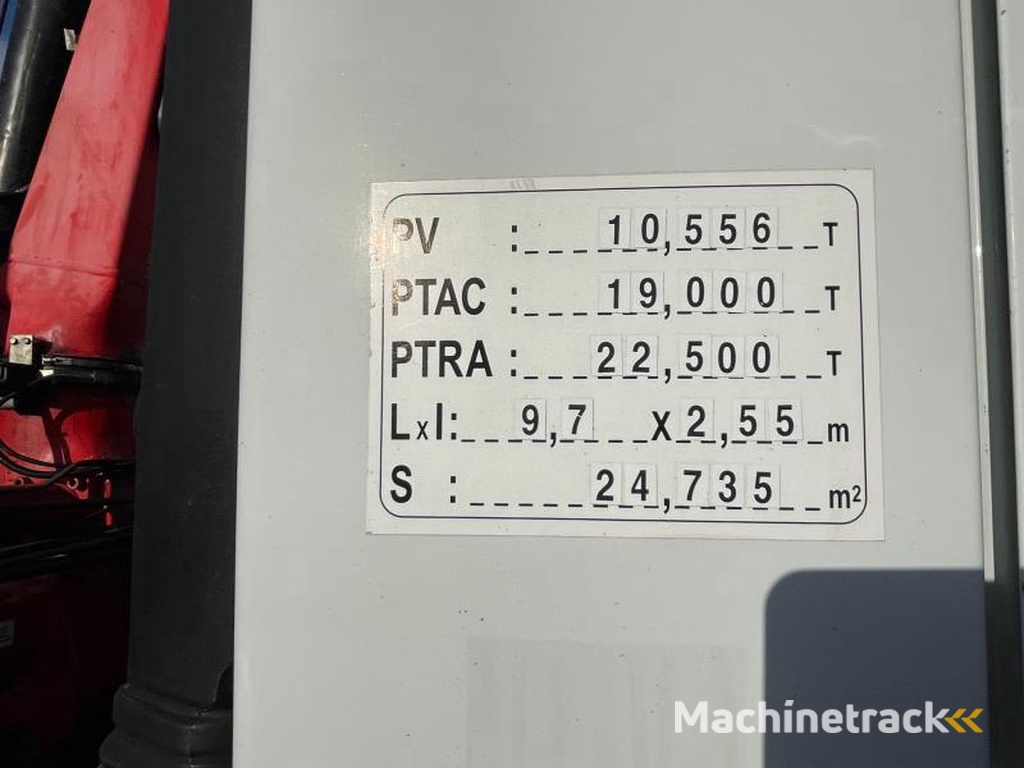 PV : 10,556 T
PTAC : 19,000 T
PTRA : 22,500 T
LxI: 9,7 x 2,55 m
S : 24,735 m²
Machinetrack